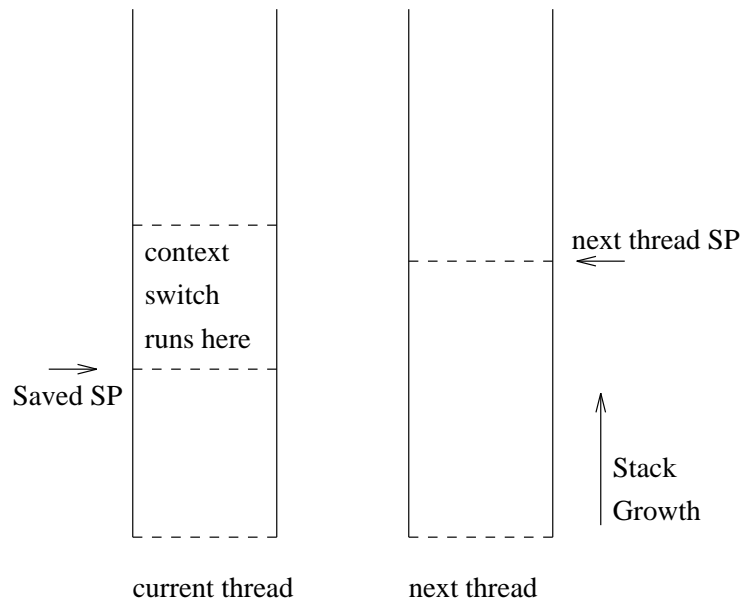 context
switch
runs here
next thread SP
Saved SP
Stack
Growth
current thread
next thread